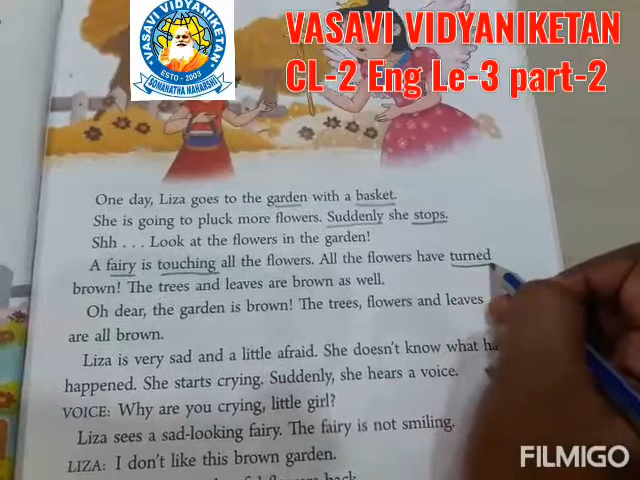 VASAVI VIDYANIKETAN
CL-2 Eng Le-3 part-2
VASAVI VIDYANIKETAN
ESTD - 2003
One day, Liza goes to the garden with a basket.
She is going to pluck more flowers. Suddenly she stops.
Shh . . . Look at the flowers in the garden!
A fairy is touching all the flowers. All the flowers have turned
brown! The trees and leaves are brown as well.
Oh dear, the garden is brown! The trees, flowers and leaves
are all brown.
Liza is very sad and a little afraid. She doesn't know what
happened. She starts crying. Suddenly, she hears a voice.
VOICE: Why are you crying, little girl?
Liza sees a sad-looking fairy. The fairy is not smiling.
LIZA: I don't like this brown garden.
back
FILMIGO